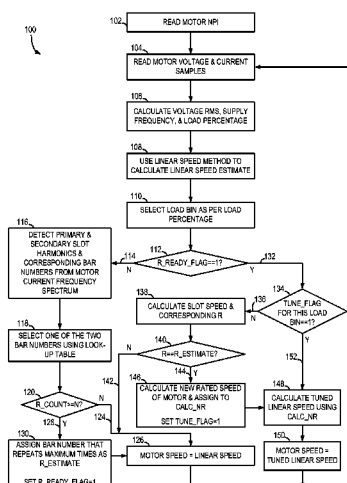 100
102
READ MOTOR NPI
104
READ MOTOR VOLTAGE & CURRENT
SAMPLES
106
CALCULATE VOLTAGE RMS, SUPPLY
FREQUENCY, & LOAD PERCENTAGE
108
USE LINEAR SPEED METHOD TO
CALCULATE LINEAR SPEED ESTIMATE
110
SELECT LOAD BIN AS PER LOAD
PERCENTAGE
112
R_READY_FLAG==1?
114
N
132
Y
116
DETECT PRIMARY &
SECONDARY SLOT
HARMONICS &
CORRESPONDING BAR
NUMBERS FROM MOTOR
CURRENT FREQUENCY
SPECTRUM
118
SELECT ONE OF THE TWO
BAR NUMBERS USING LOOK-
UP TABLE
120
R_COUNT>=N?
N
124
Y
130
ASSIGN BAR NUMBER THAT
REPEATS MAXIMUM TIMES AS
R_ESTIMATE
SET R_READY_FLAG=1
134
TUNE_FLAG
FOR THIS LOAD
BIN==1?
136
N
Y
152
138
CALCULATE SLOT SPEED &
CORRESPONDING R
140
R==R_ESTIMATE?
N
142
144
Y
146
CALCULATE NEW RATED SPEED
OF MOTOR & ASSIGN TO
CALC_NR
SET TUNE_FLAG=1
148
CALCULATE TUNED
LINEAR SPEED USING
CALC_NR
126
MOTOR SPEED = LINEAR SPEED
150
MOTOR SPEED =
TUNED LINEAR SPEED